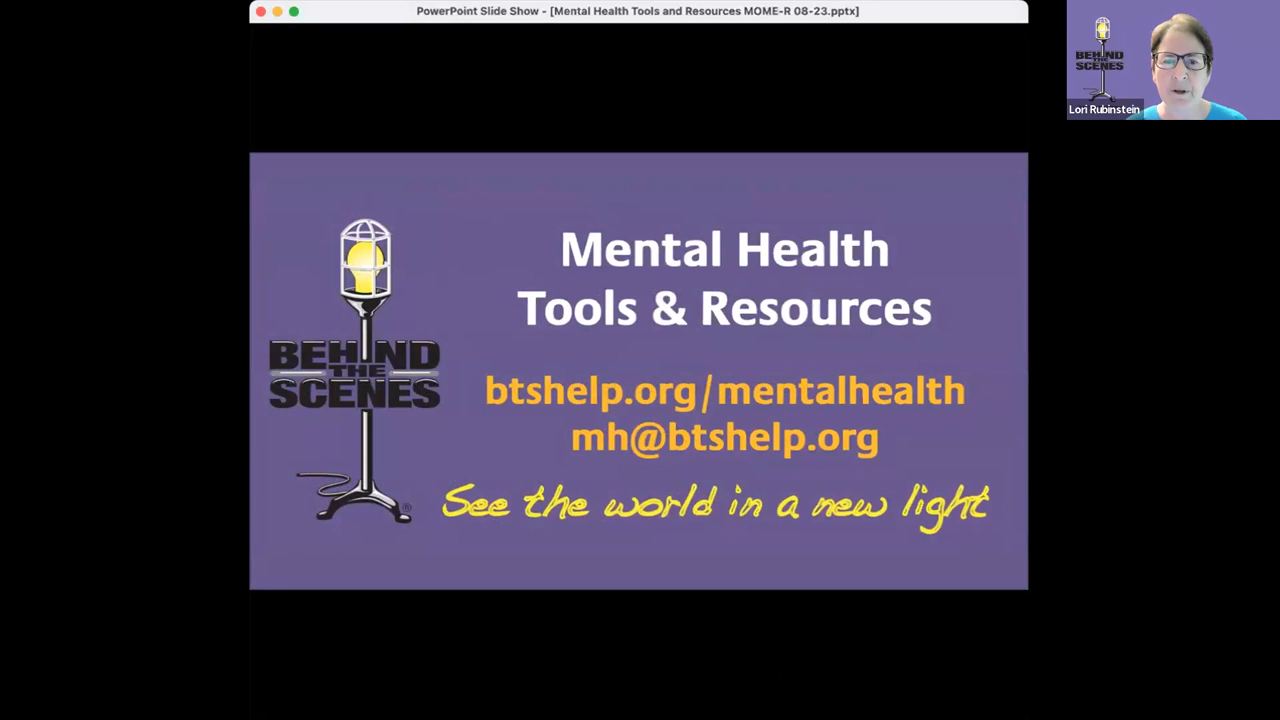 PowerPoint Slide Show - [Mental Health Tools and Resources MOME-R 08-23.pptx]
BEHIND
THE
SCENES
Lori Rubinstein
Mental Health
Tools & Resources
BEHIND
THE
SCENES
®
btshelp.org/mentalhealth
mh@btshelp.org
See the world in a new light